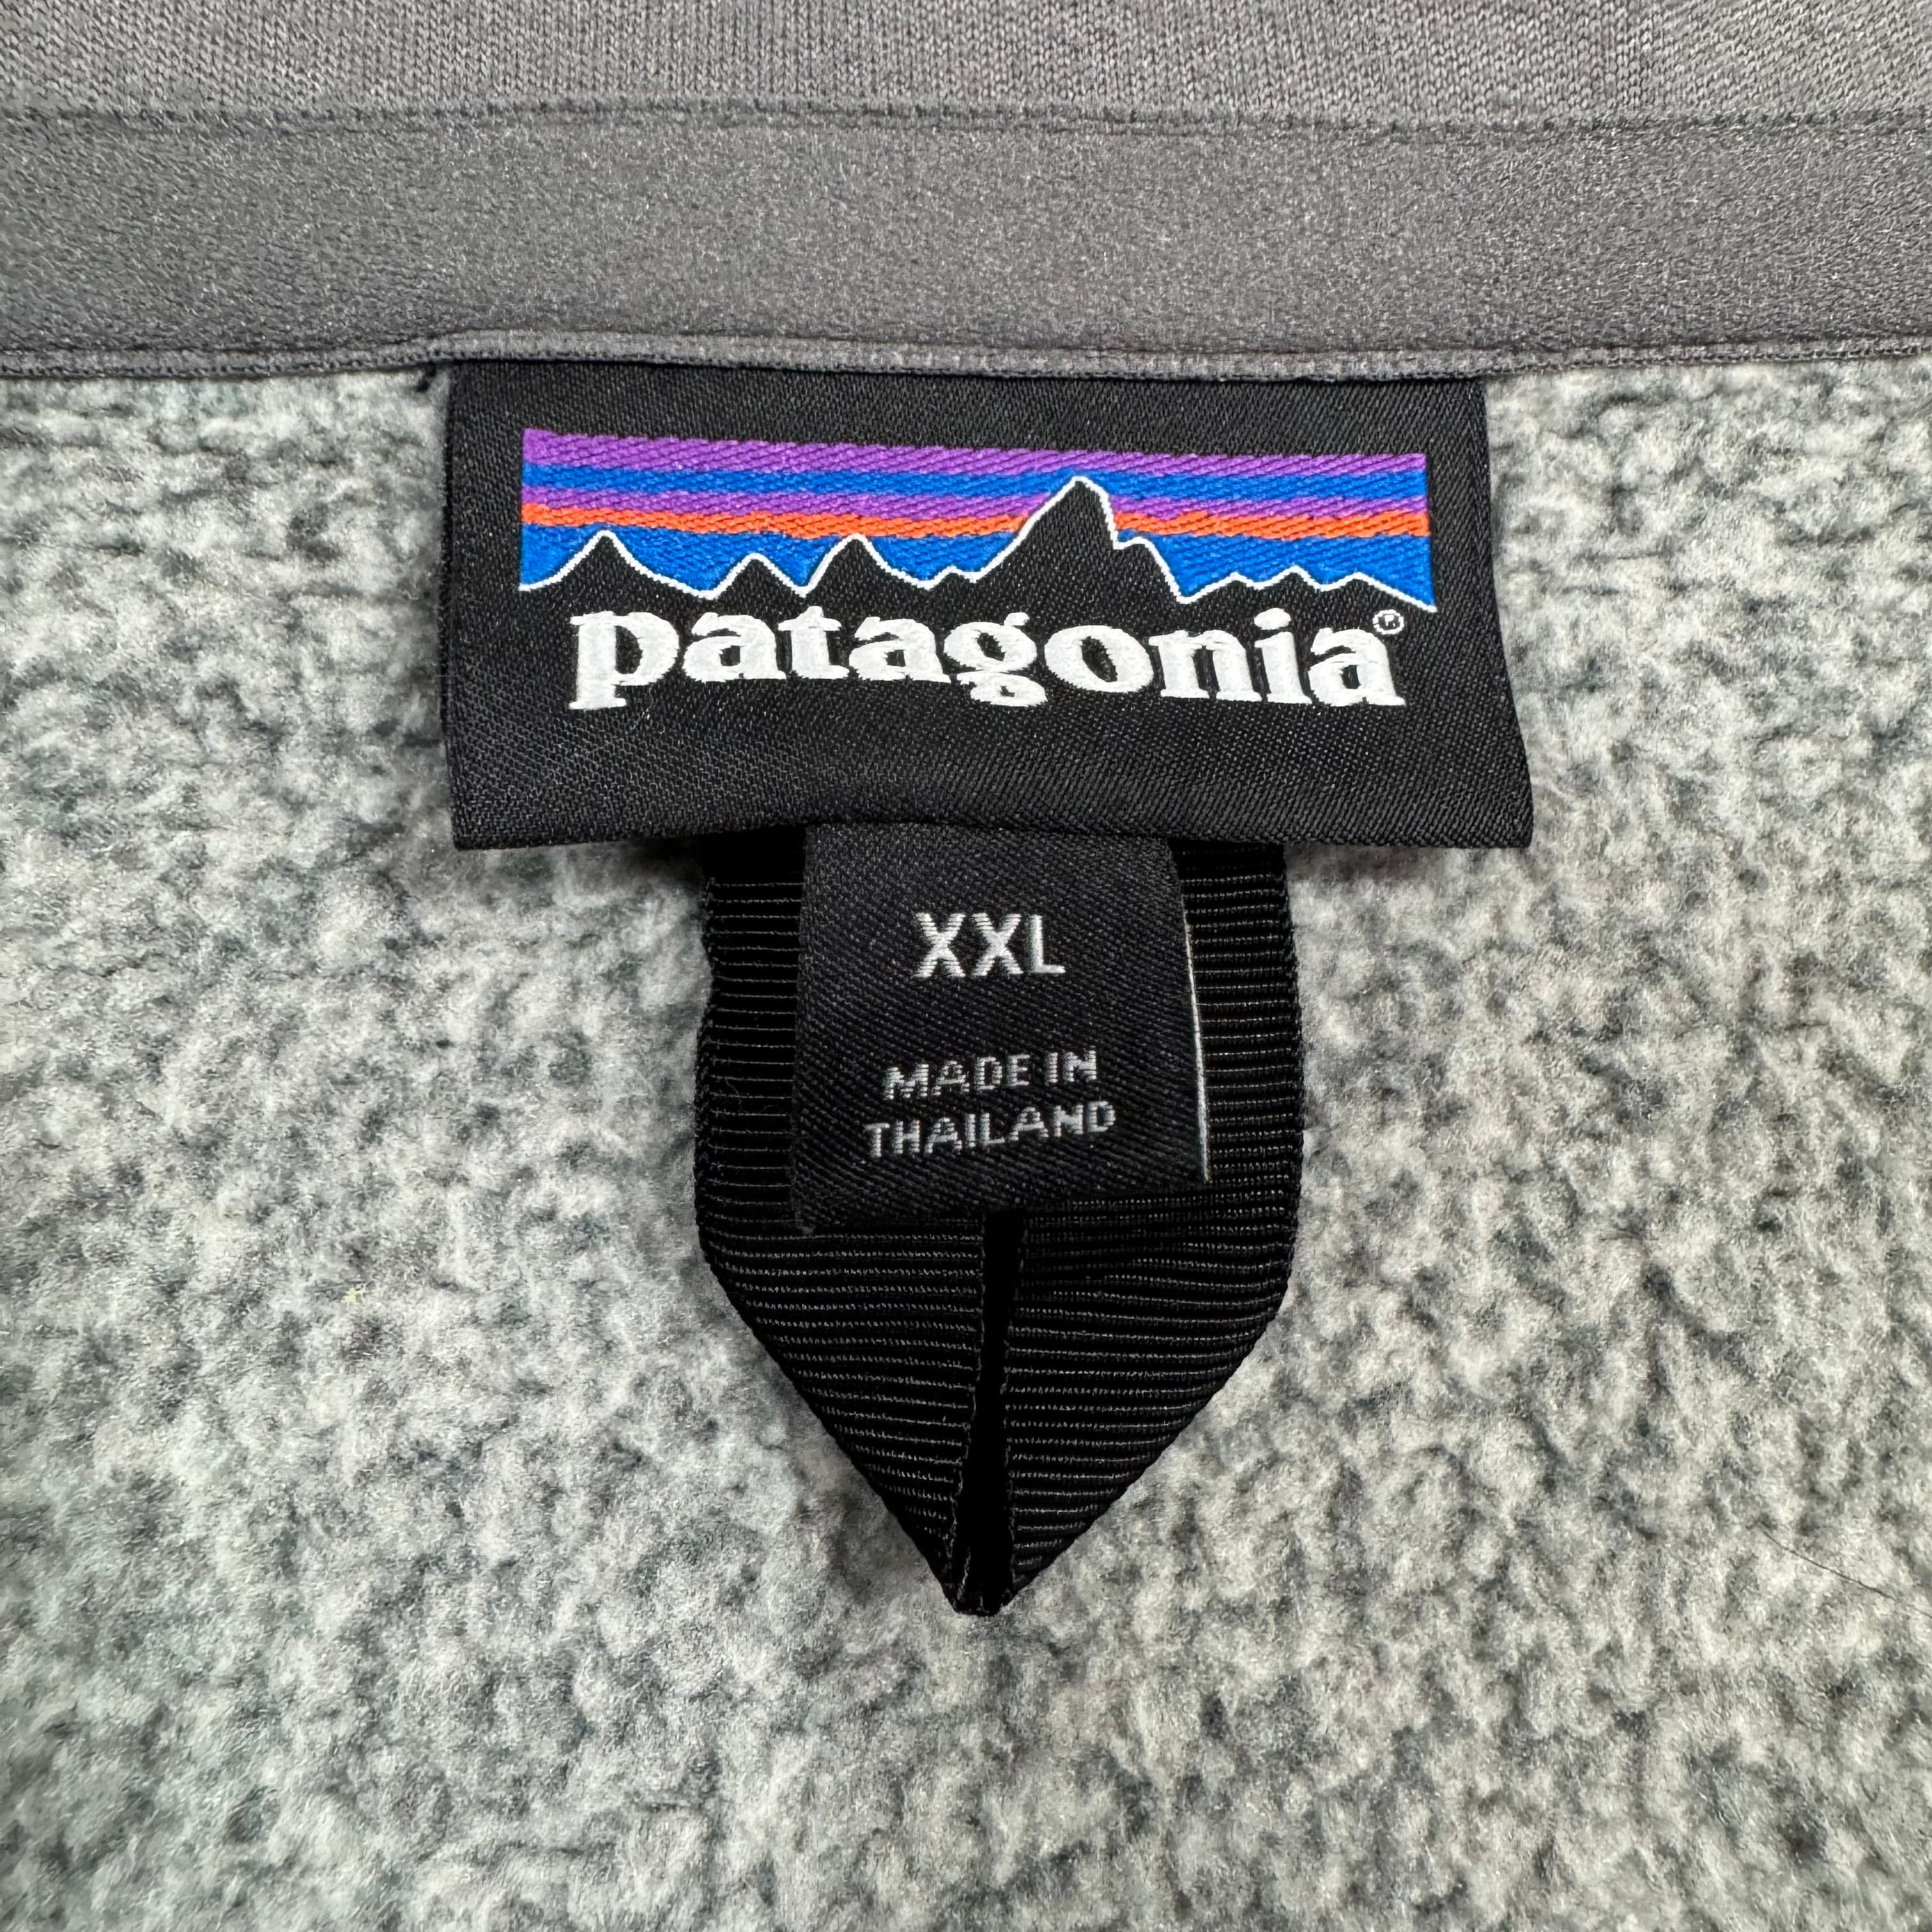 patagonia®
XXL
MADE IN
THAILAND